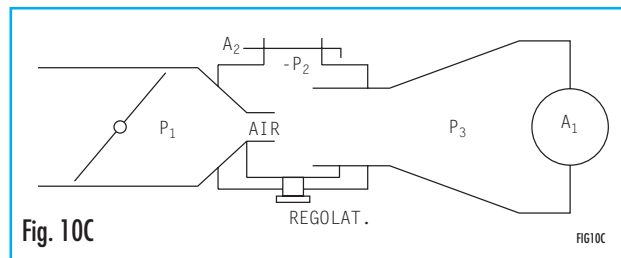 A₂
-P₂
P₁
AIR
P₃
A₁
REGOLAT.
Fig. 10C
FIG10C